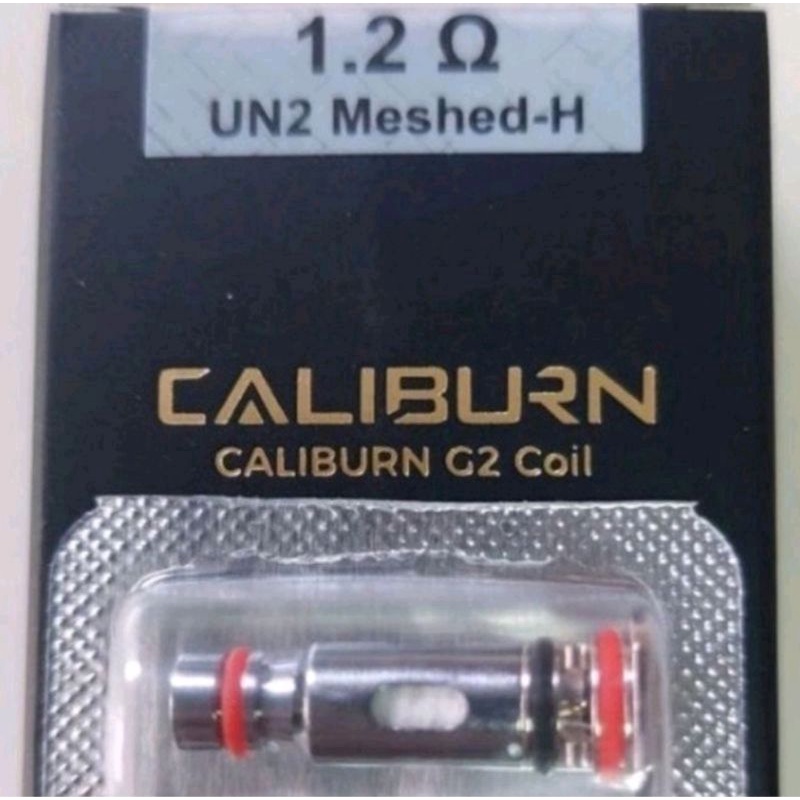 1.2 Ω
UN2 Meshed-H
CALIBURN
CALIBURN G2 Coil